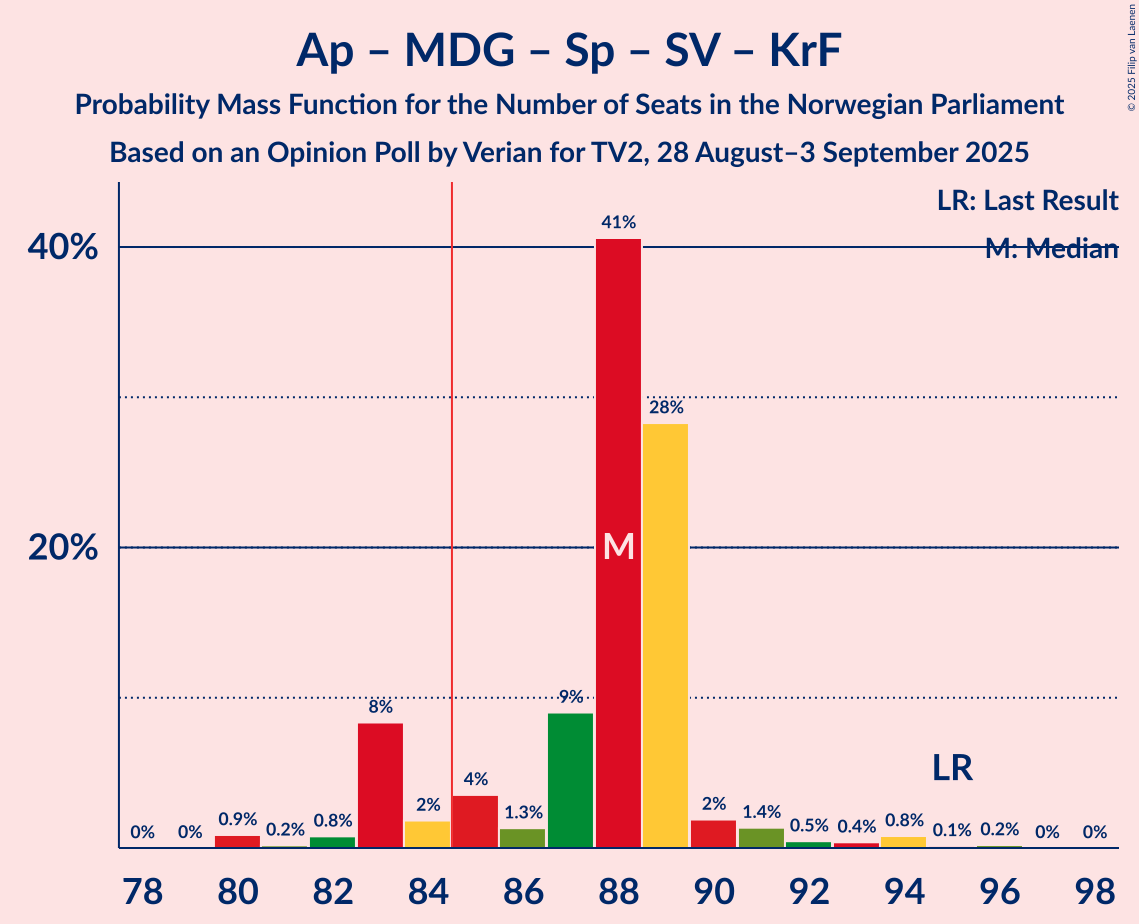 Ap – MDG – Sp – SV – KrF
Probability Mass Function for the Number of Seats in the Norwegian Parliament
Based on an Opinion Poll by Verian for TV2, 28 August–3 September 2025
© 2025 Filip van Laenen
LR: Last Result
M: Median
40%
20%
41%
28%
M
9%
8%
LR
4%
2%
2%
1.3%
1.4%
0% 0% 0.9% 0.2% 0.8% 0.5% 0.4% 0.8% 0.1% 0.2% 0% 0%
78 80 82 84 86 88 90 92 94 96 98